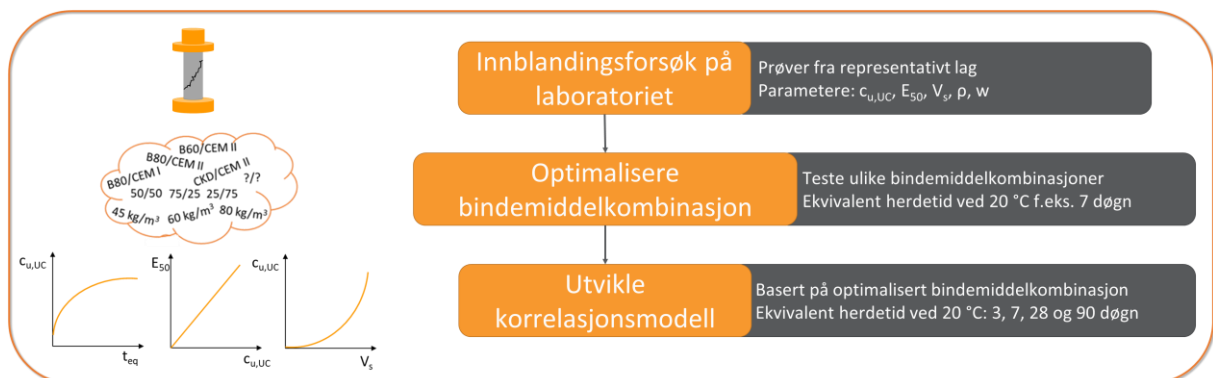 Innblandingsforsøk på
laboratoriet
Prøver fra representativt lag
Parametere: c_u,UC, E_50, V_s, ρ, w
B60/CEM II
B80/CEM II
B80/CEM I
CKD/CEM II
?/?
50/50 75/25 25/75
45 kg/m³ 60 kg/m³ 80 kg/m³
Optimalisere
bindemiddelkombinasjon
Teste ulike bindemiddelkombinasjoner
Ekvivalent herdetid ved 20 °C f.eks. 7 døgn
c_u,UC
t_eq
E_50
c_u,UC
c_u,UC
V_s
Utvikle
korrelasjonsmodell
Basert på optimalisert bindemiddelkombinasjon
Ekvivalent herdetid ved 20 °C: 3, 7, 28 og 90 døgn